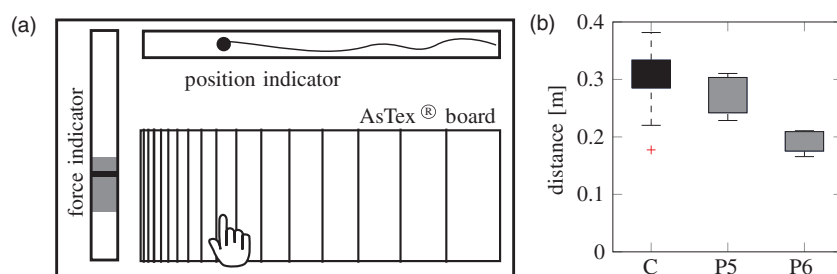 (a)
position indicator
AsTex ® board
force indicator
(b)
distance [m]
0.4
0.3
0.2
0.1
0
C P5 P6